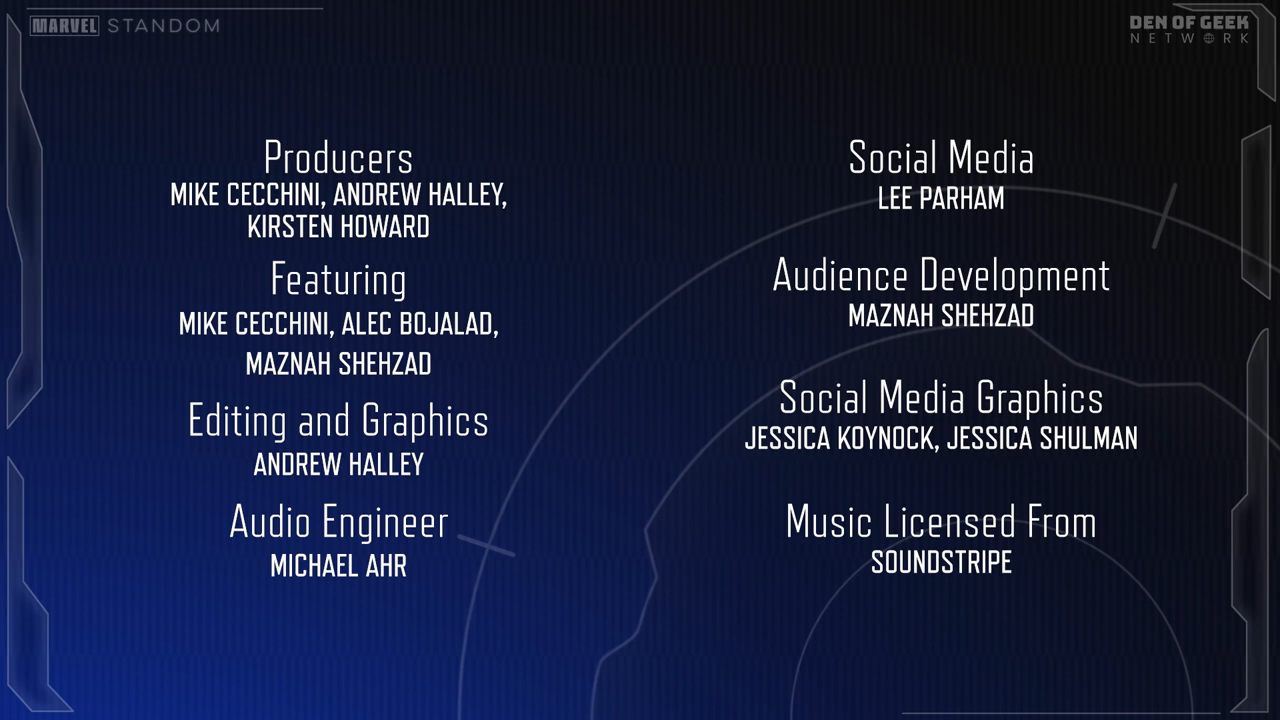 MARVEL STANDOM
DEN OF GEEK
NETWORK
Producers
MIKE CECCHINI, ANDREW HALLEY,
KIRSTEN HOWARD
Featuring
MIKE CECCHINI, ALEC BOJALAD,
MAZNAH SHEHZAD
Editing and Graphics
ANDREW HALLEY
Audio Engineer
MICHAEL AHR
Social Media
LEE PARHAM
Audience Development
MAZNAH SHEHZAD
Social Media Graphics
JESSICA KOYNOCK, JESSICA SHULMAN
Music Licensed From
SOUNDSTRIPE